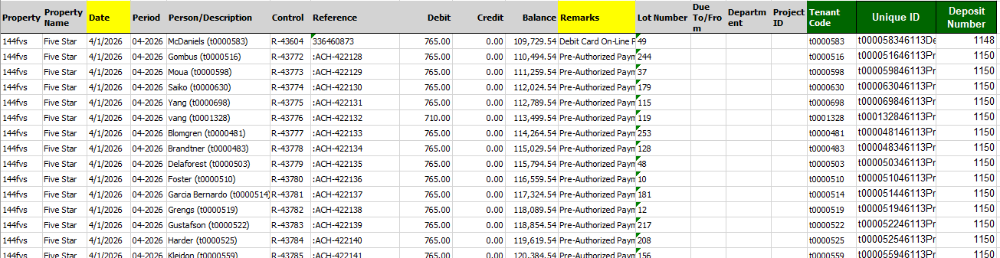 Property Property Name Date Period Person/Description Control Reference Debit Credit Balance Remarks Lot Number Due To/From Department Project ID Tenant Code Unique ID Deposit Number
144fvs Five Star 4/1/2026 04-2026 McDaniels (t0000583) R-43604 336460873 765.00 0.00 109,729.54 Debit Card On-Line P 49 t0000583 t000058346113De 1148
144fvs Five Star 4/1/2026 04-2026 Gombus (t0000516) R-43772 :ACH-422128 765.00 0.00 110,494.54 Pre-Authorized Paym 244 t0000516 t000051646113Pr 1150
144fvs Five Star 4/1/2026 04-2026 Moua (t0000598) R-43773 :ACH-422129 765.00 0.00 111,259.54 Pre-Authorized Paym 37 t0000598 t000059846113Pr 1150
144fvs Five Star 4/1/2026 04-2026 Saiko (t0000630) R-43774 :ACH-422130 765.00 0.00 112,024.54 Pre-Authorized Paym 179 t0000630 t000063046113Pr 1150
144fvs Five Star 4/1/2026 04-2026 Yang (t0000698) R-43775 :ACH-422131 765.00 0.00 112,789.54 Pre-Authorized Paym 115 t0000698 t000069846113Pr 1150
144fvs Five Star 4/1/2026 04-2026 vang (t0001328) R-43776 :ACH-422132 710.00 0.00 113,499.54 Pre-Authorized Paym 119 t0001328 t000132846113Pr 1150
144fvs Five Star 4/1/2026 04-2026 Blomgren (t0000481) R-43777 :ACH-422133 765.00 0.00 114,264.54 Pre-Authorized Paym 253 t0000481 t000048146113Pr 1150
144fvs Five Star 4/1/2026 04-2026 Brandtner (t0000483) R-43778 :ACH-422134 765.00 0.00 115,029.54 Pre-Authorized Paym 128 t0000483 t000048346113Pr 1150
144fvs Five Star 4/1/2026 04-2026 Delaforest (t0000503) R-43779 :ACH-422135 765.00 0.00 115,794.54 Pre-Authorized Paym 48 t0000503 t000050346113Pr 1150
144fvs Five Star 4/1/2026 04-2026 Foster (t0000510) R-43780 :ACH-422136 765.00 0.00 116,559.54 Pre-Authorized Paym 10 t0000510 t000051046113Pr 1150
144fvs Five Star 4/1/2026 04-2026 Garcia Bernardo (t0000514) R-43781 :ACH-422137 765.00 0.00 117,324.54 Pre-Authorized Paym 181 t0000514 t000051446113Pr 1150
144fvs Five Star 4/1/2026 04-2026 Grengs (t0000519) R-43782 :ACH-422138 765.00 0.00 118,089.54 Pre-Authorized Paym 12 t0000519 t000051946113Pr 1150
144fvs Five Star 4/1/2026 04-2026 Gustafson (t0000522) R-43783 :ACH-422139 765.00 0.00 118,854.54 Pre-Authorized Paym 217 t0000522 t000052246113Pr 1150
144fvs Five Star 4/1/2026 04-2026 Harder (t0000525) R-43784 :ACH-422140 765.00 0.00 119,619.54 Pre-Authorized Paym 208 t0000525 t000052546113Pr 1150
144fvs Five Star 4/1/2026 04-2026 Kleidon (t0000559) R-43785 :ACH-422141 765.00 0.00 120,384.54 Pre-Authorized Paym 156 t0000559 t000055946113Pr 1150